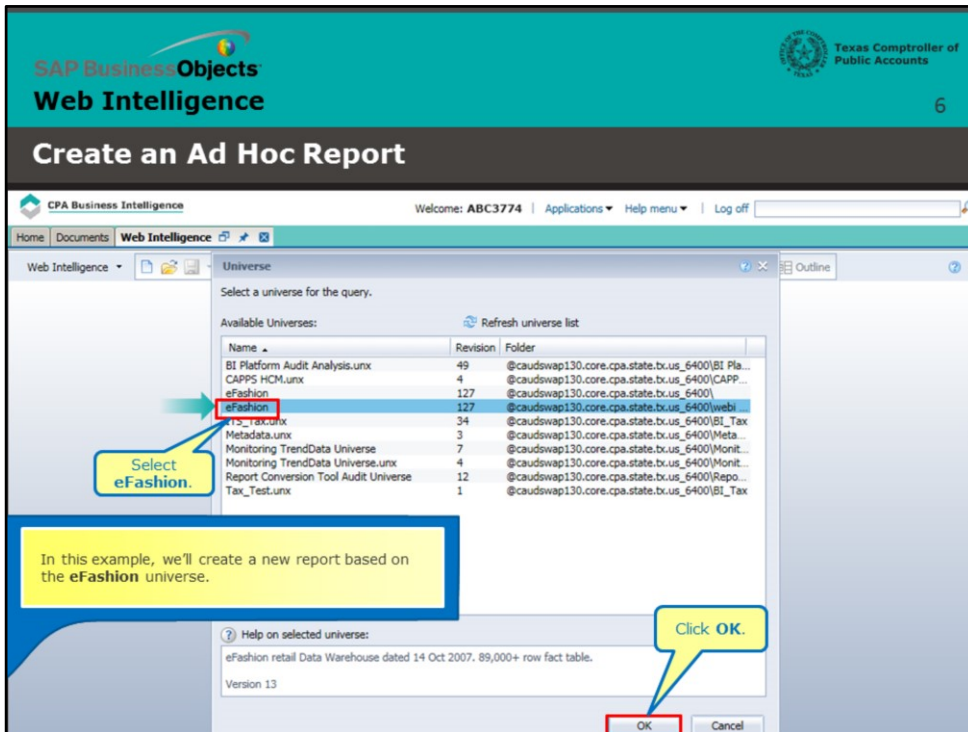 SAP BusinessObjects
Web Intelligence
Texas Comptroller of
Public Accounts
6
Create an Ad Hoc Report
CPA Business Intelligence
Welcome: ABC3774 | Applications Help menu | Log off
Home Documents Web Intelligence
Web Intelligence
Universe
Outline
Select a universe for the query.
Available Universes:
Refresh universe list
Name Revision Folder
BI Platform Audit Analysis.unx 49 @caudswap130.core.cpa.state.tx.us_6400\BI Pla...
CAPPS HCM.unx 4 @caudswap130.core.cpa.state.tx.us_6400\CAPP...
eFashion 127 @caudswap130.core.cpa.state.tx.us_6400\
eFashion 127 @caudswap130.core.cpa.state.tx.us_6400\webi ...
ITS_Tax.unx 34 @caudswap130.core.cpa.state.tx.us_6400\BI_Tax
Metadata.unx 3 @caudswap130.core.cpa.state.tx.us_6400\Meta...
Monitoring TrendData Universe 7 @caudswap130.core.cpa.state.tx.us_6400\Monit...
Monitoring TrendData Universe.unx 4 @caudswap130.core.cpa.state.tx.us_6400\Monit...
Report Conversion Tool Audit Universe 12 @caudswap130.core.cpa.state.tx.us_6400\Repo...
Tax_Test.unx 1 @caudswap130.core.cpa.state.tx.us_6400\BI_Tax
Select
eFashion.
In this example, we'll create a new report based on
the eFashion universe.
Help on selected universe:
Click OK.
eFashion retail Data Warehouse dated 14 Oct 2007. 89,000+ row fact table.
Version 13
OK Cancel